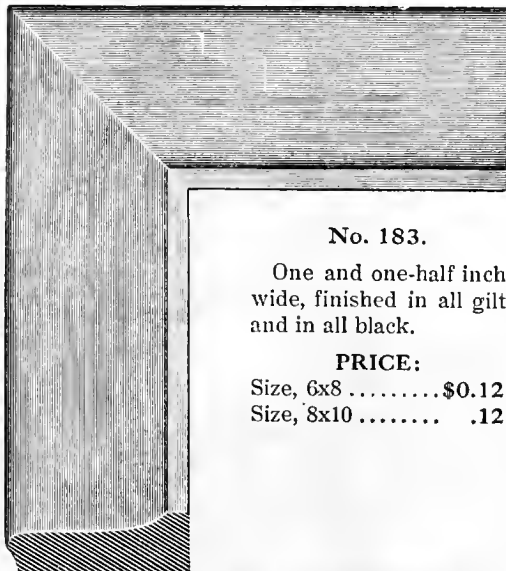 No. 183.
One and one-half inch
wide, finished in all gilt
and in all black.
PRICE:
Size, 6x8 ......... $0.12
Size, 8x10 ........ .12